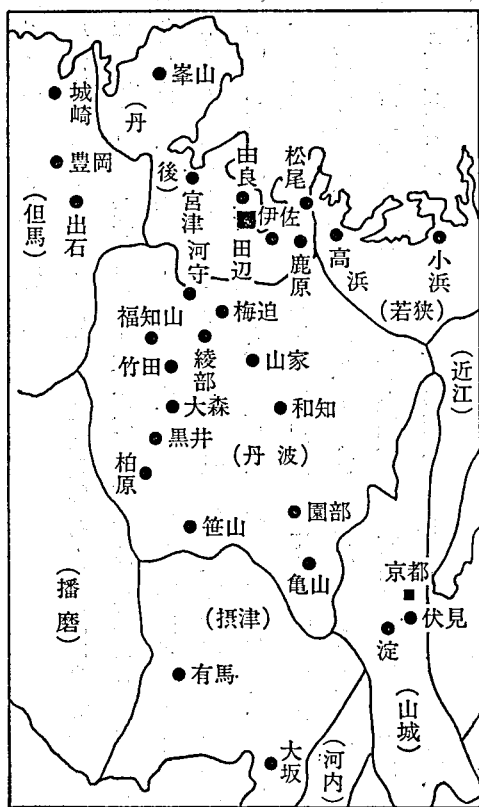 峯山
城崎
(丹
後)
豊岡
出石
(但馬)
宮津
由良
松尾
伊佐
田辺
鹿原
高浜
小浜
(若狭)
河守
梅迫
福知山
綾部
山家
竹田
大森
和知
黒井
(丹波)
柏原
(近江)
園部
笹山
亀山
京都
伏見
淀
(播磨)
(摂津)
有馬
(山城)
大坂
(河内)